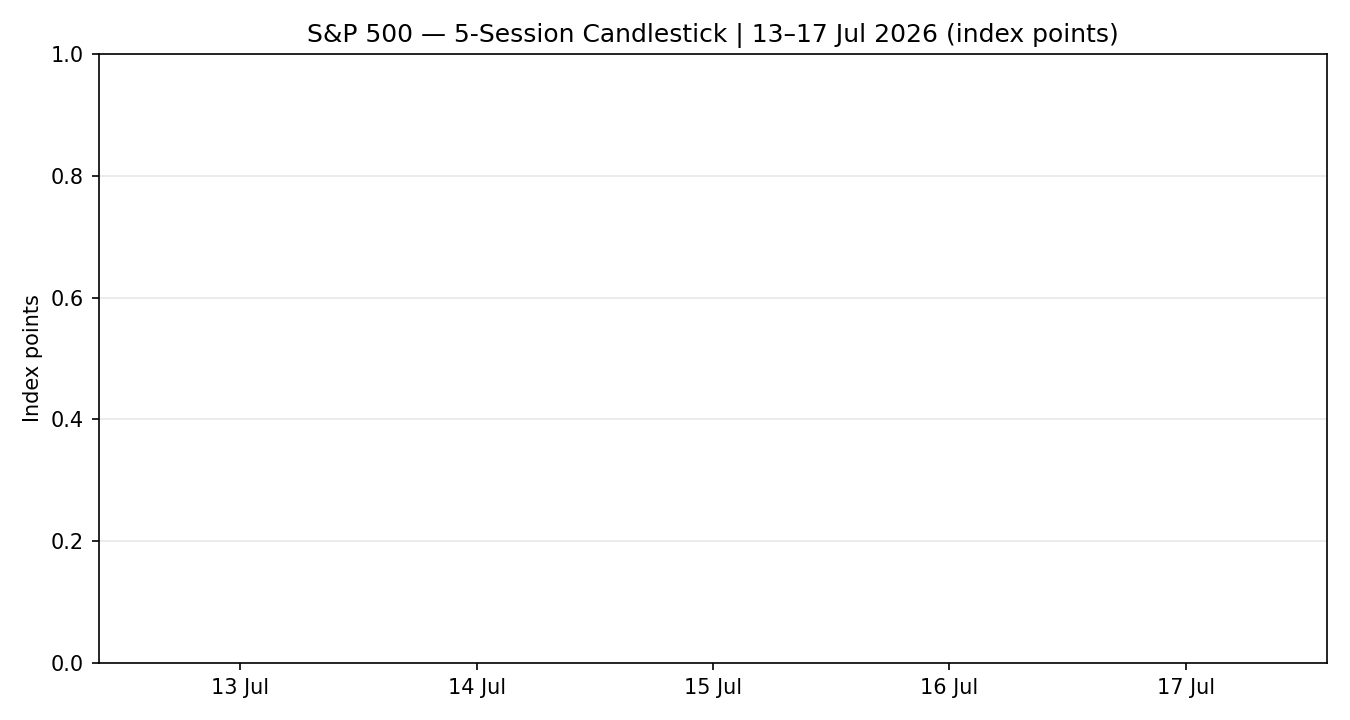 S&P 500 — 5-Session Candlestick | 13–17 Jul 2026 (index points)
Index points
1.0
0.8
0.6
0.4
0.2
0.0
13 Jul
14 Jul
15 Jul
16 Jul
17 Jul